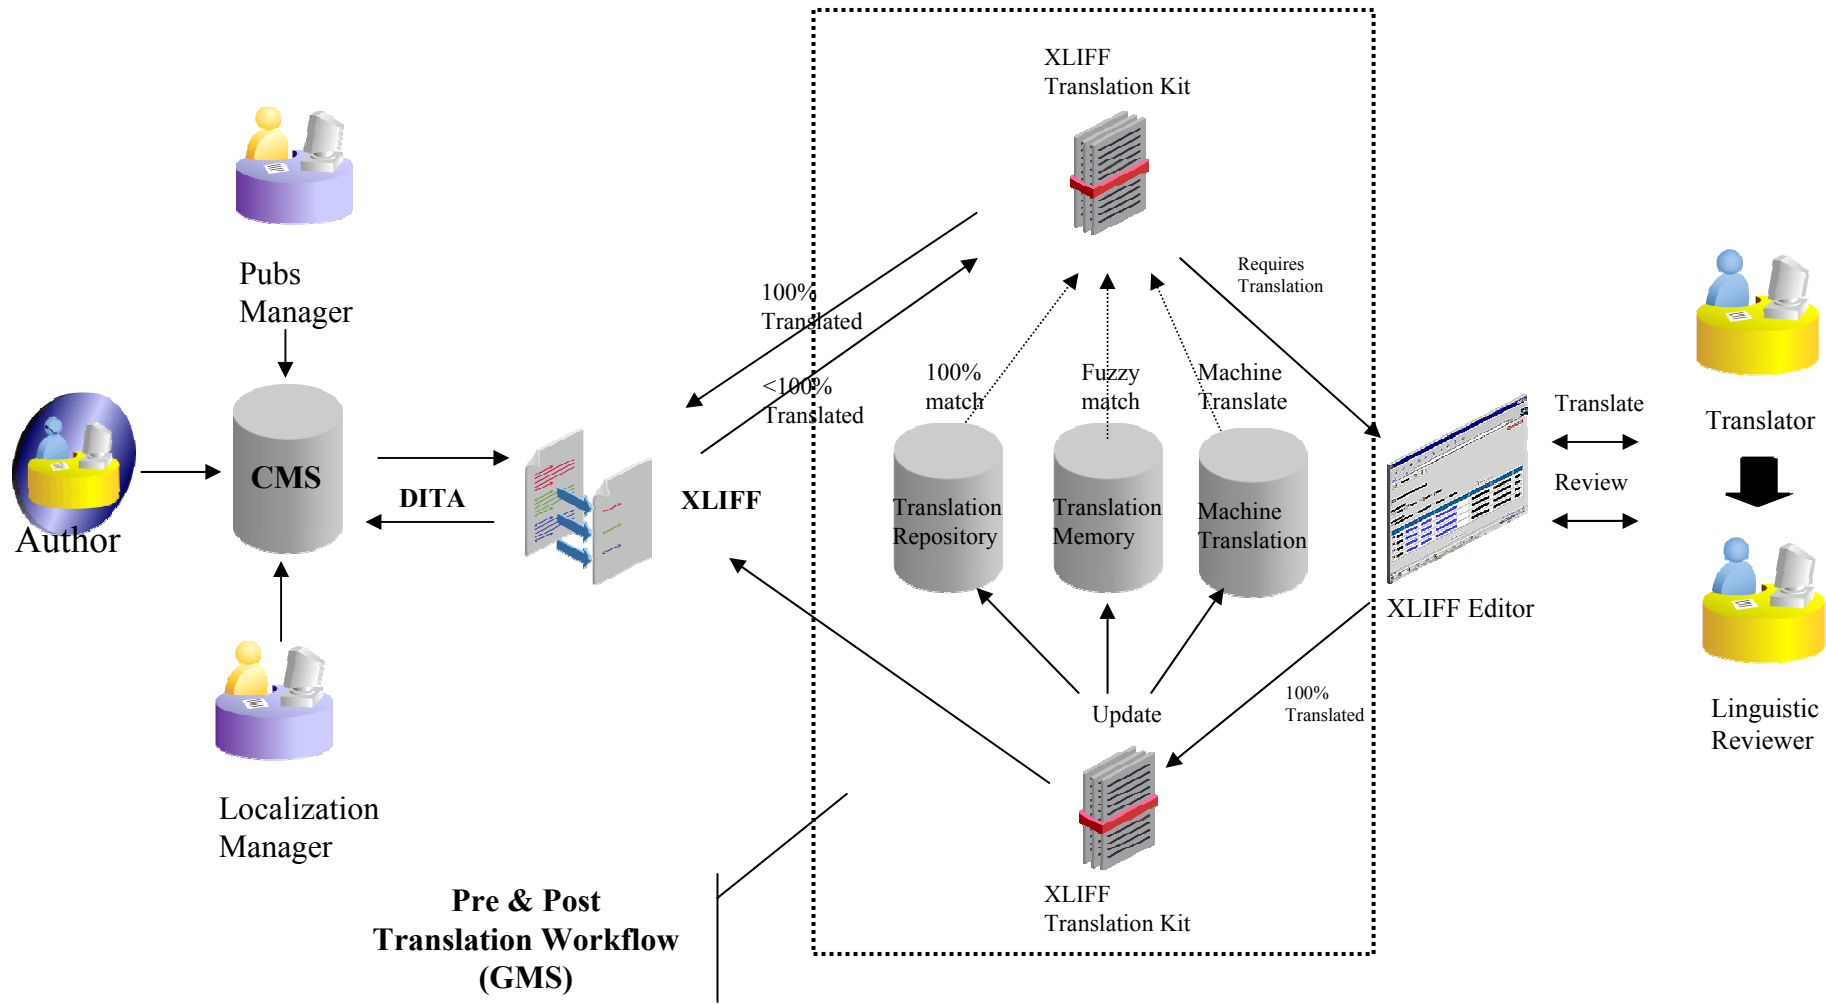 XLIFF
Translation Kit
Pubs
Manager
Requires
Translation
100%
Translated
<100%
Translated
100%
match
Fuzzy
match
Machine
Translate
Translate
Translator
Review
Author
CMS
DITA
XLIFF
Translation
Repository
Translation
Memory
Machine
Translation
XLIFF Editor
Update
100%
Translated
Linguistic
Reviewer
Localization
Manager
Pre & Post
Translation Workflow
(GMS)
XLIFF
Translation Kit